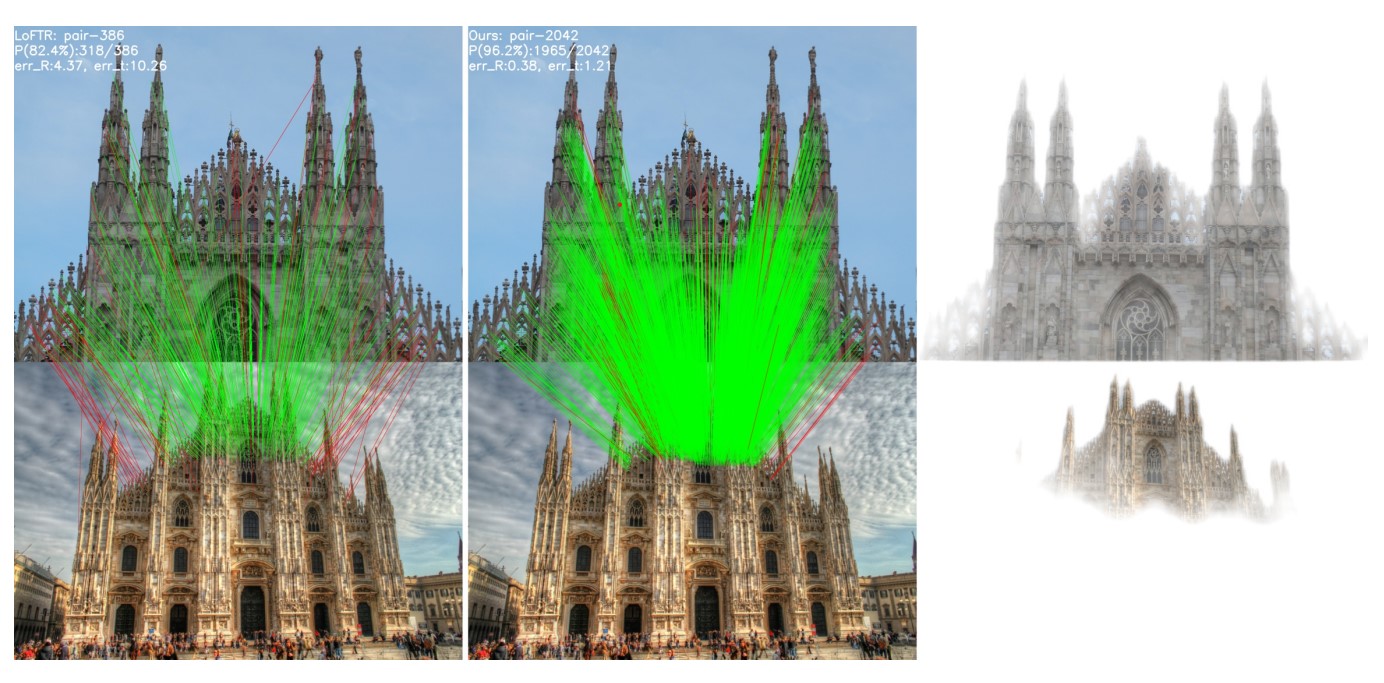 LoFTR: pair-386
P(82.4%):318/386
err_R:4.37, err_t:10.26
Ours: pair-2042
P(96.2%):1965/2042
err_R:0.38, err_t:1.21